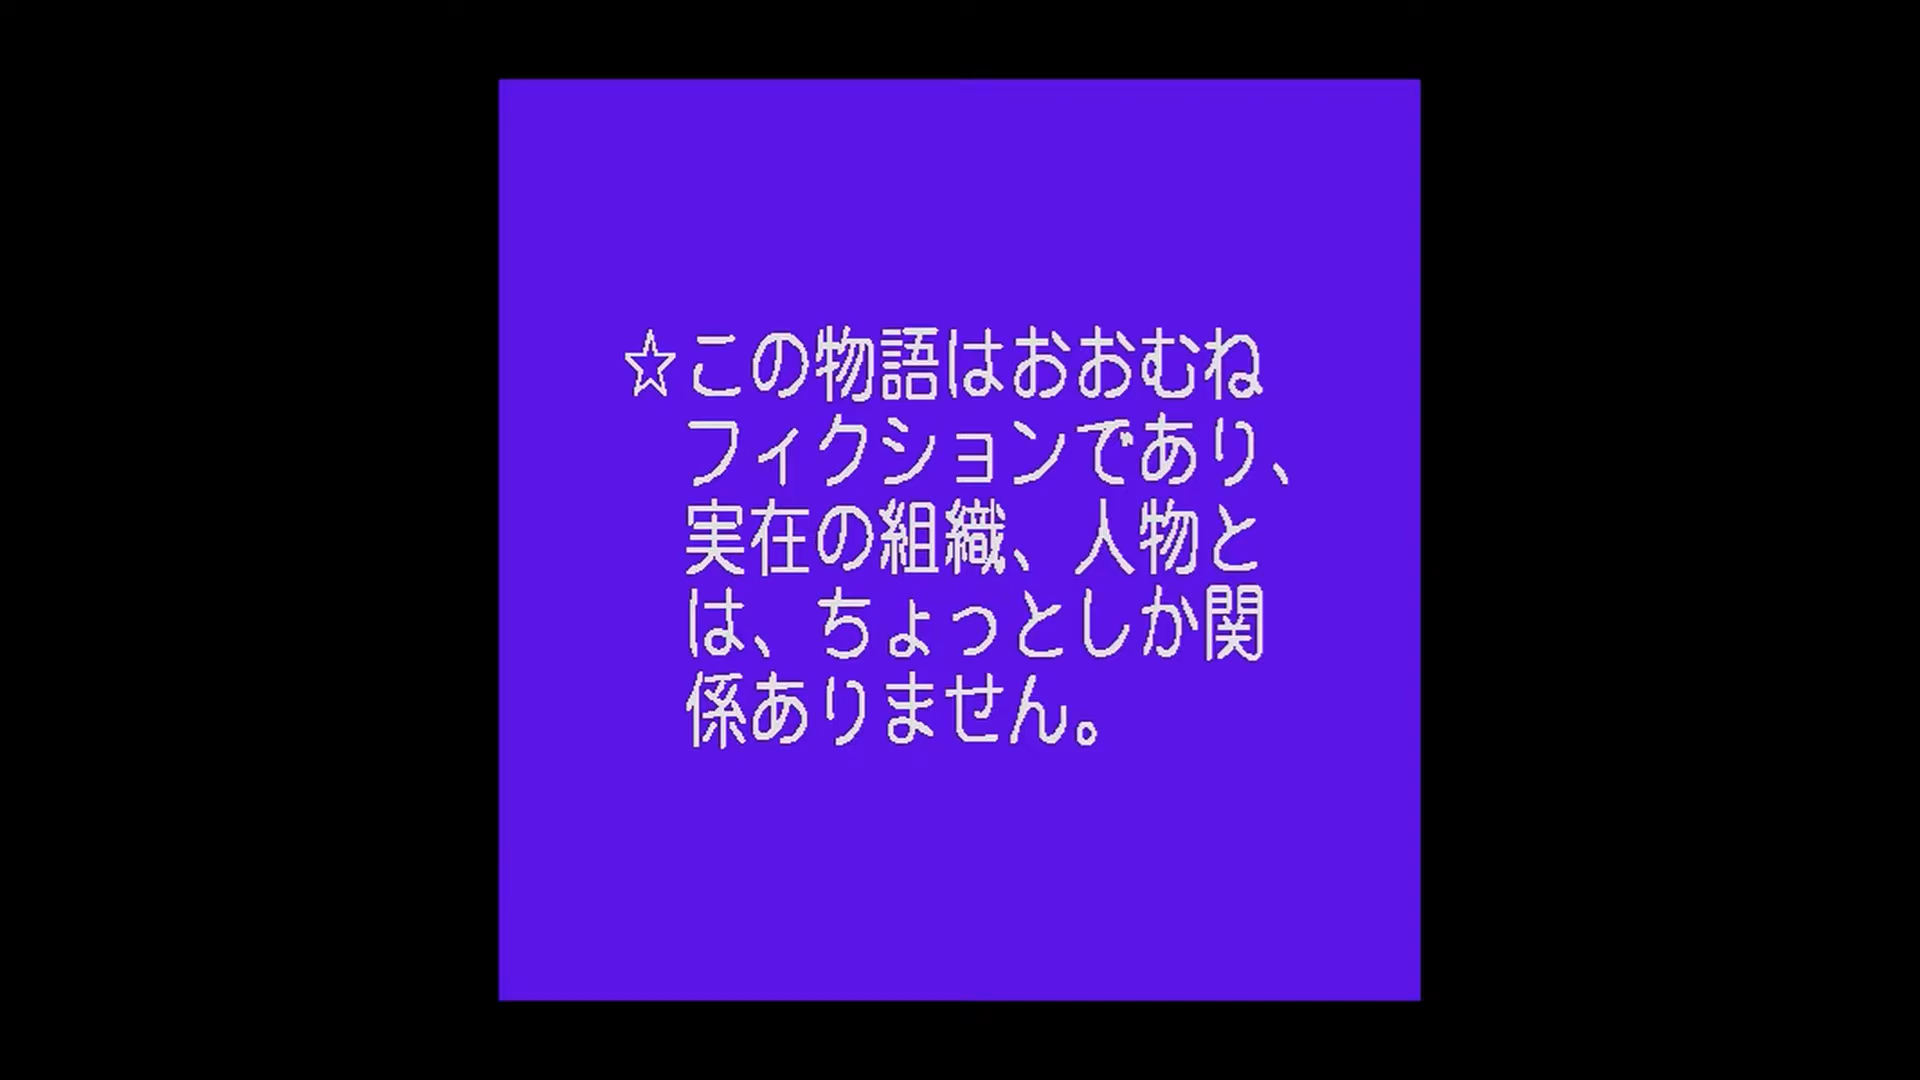 ☆この物語はおおむね
フィクションであり、
実在の組織、人物と
は、ちょっとしか関
係ありません。